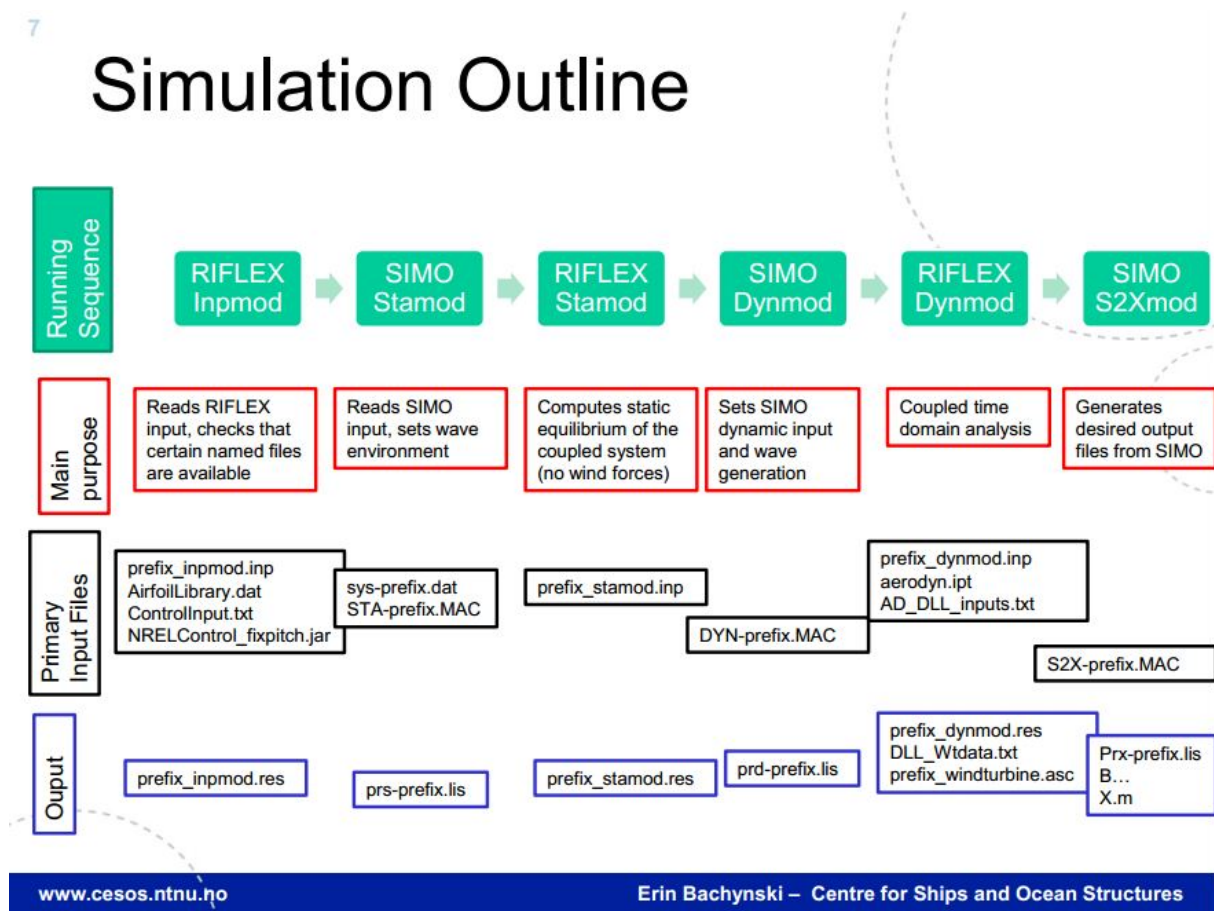 7
Simulation Outline
Running
Sequence
RIFLEX
Inpmod
SIMO
Stamod
RIFLEX
Stamod
SIMO
Dynmod
RIFLEX
Dynmod
SIMO
S2Xmod
Main
purpose
Reads RIFLEX
input, checks that
certain named files
are available
Reads SIMO
input, sets wave
environment
Computes static
equilibrium of the
coupled system
(no wind forces)
Sets SIMO
dynamic input
and wave
generation
Coupled time
domain analysis
Generates
desired output
files from SIMO
Primary
Input Files
prefix_inpmod.inp
AirfoilLibrary.dat
ControlInput.txt
NRELControl_fixpitch.jar
sys-prefix.dat
STA-prefix.MAC
prefix_stamod.inp
DYN-prefix.MAC
prefix_dynmod.inp
aerodyn.ipt
AD_DLL_inputs.txt
S2X-prefix.MAC
Ouput
prefix_inpmod.res
prs-prefix.lis
prefix_stamod.res
prd-prefix.lis
prefix_dynmod.res
DLL_Wtdata.txt
prefix_windturbine.asc
Prx-prefix.lis
B...
X.m
www.cesos.ntnu.no
Erin Bachynski – Centre for Ships and Ocean Structures